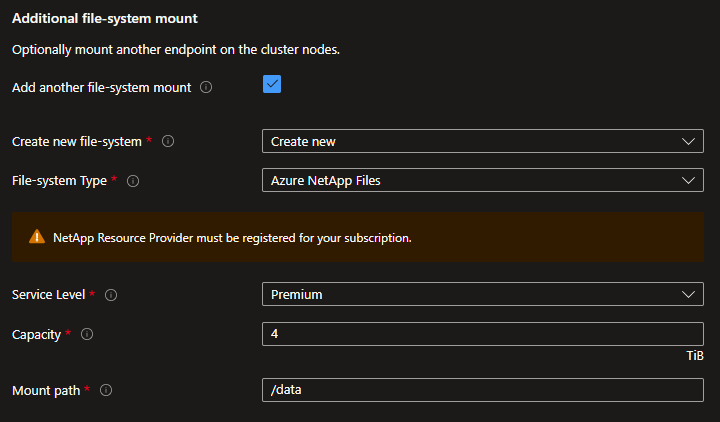 Additional file-system mount
Optionally mount another endpoint on the cluster nodes.
Add another file-system mount
Create new file-system * Create new
File-system Type * Azure NetApp Files
NetApp Resource Provider must be registered for your subscription.
Service Level * Premium
Capacity * 4
TiB
Mount path * /data